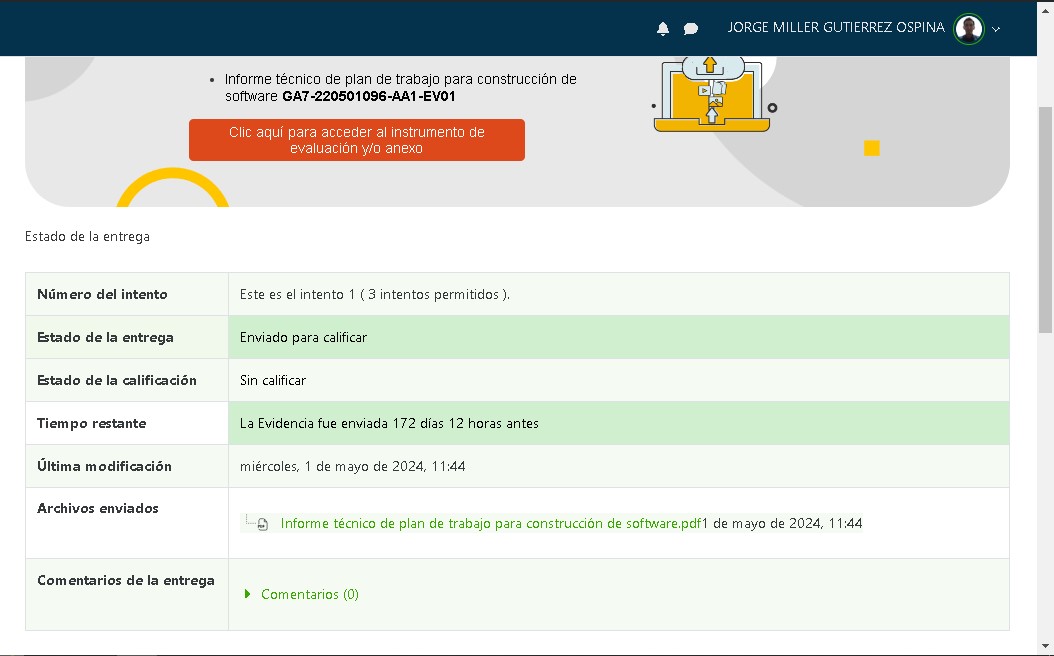 JORGE MILLER GUTIERREZ OSPINA
• Informe técnico de plan de trabajo para construcción de
software GA7-220501096-AA1-EV01
Clic aquí para acceder al instrumento de
evaluación y/o anexo
Estado de la entrega
Número del intento Este es el intento 1 ( 3 intentos permitidos ).
Estado de la entrega Enviado para calificar
Estado de la calificación Sin calificar
Tiempo restante La Evidencia fue enviada 172 días 12 horas antes
Última modificación miércoles, 1 de mayo de 2024, 11:44
Archivos enviados
Informe técnico de plan de trabajo para construcción de software.pdf1 de mayo de 2024, 11:44
Comentarios de la entrega
Comentarios (0)